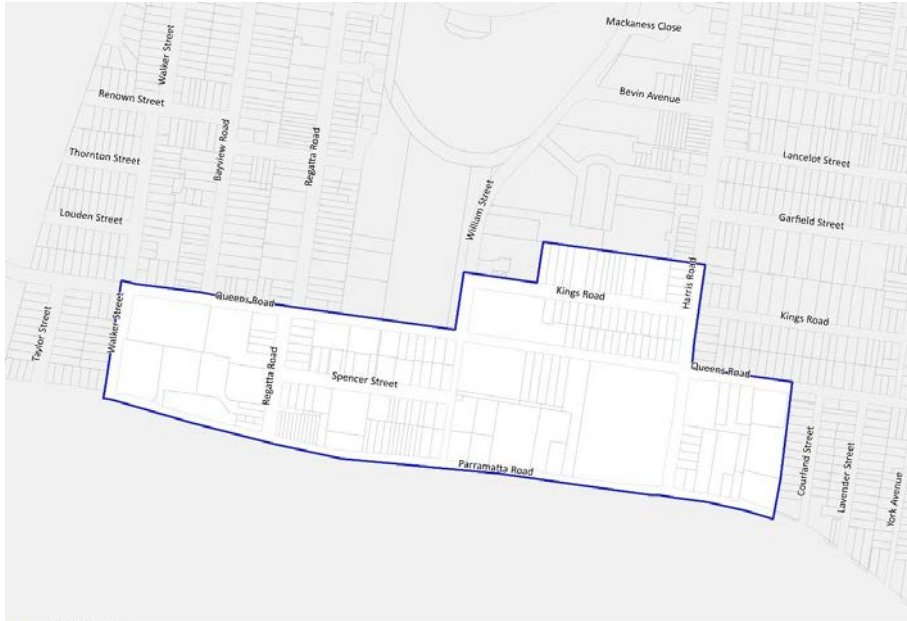 Mackaness Close
Walker Street
Renown Street
Bevin Avenue
Bayview Road
Regatta Road
Thornton Street
Lancelot Street
William Street
Louden Street
Garfield Street
Harris Road
Queens Road
Kings Road
Kings Road
Walker Street
Taylor Street
Regatta Road
Spencer Street
Queens Road
Courland Street
Lavender Street
York Avenue
Parramatta Road